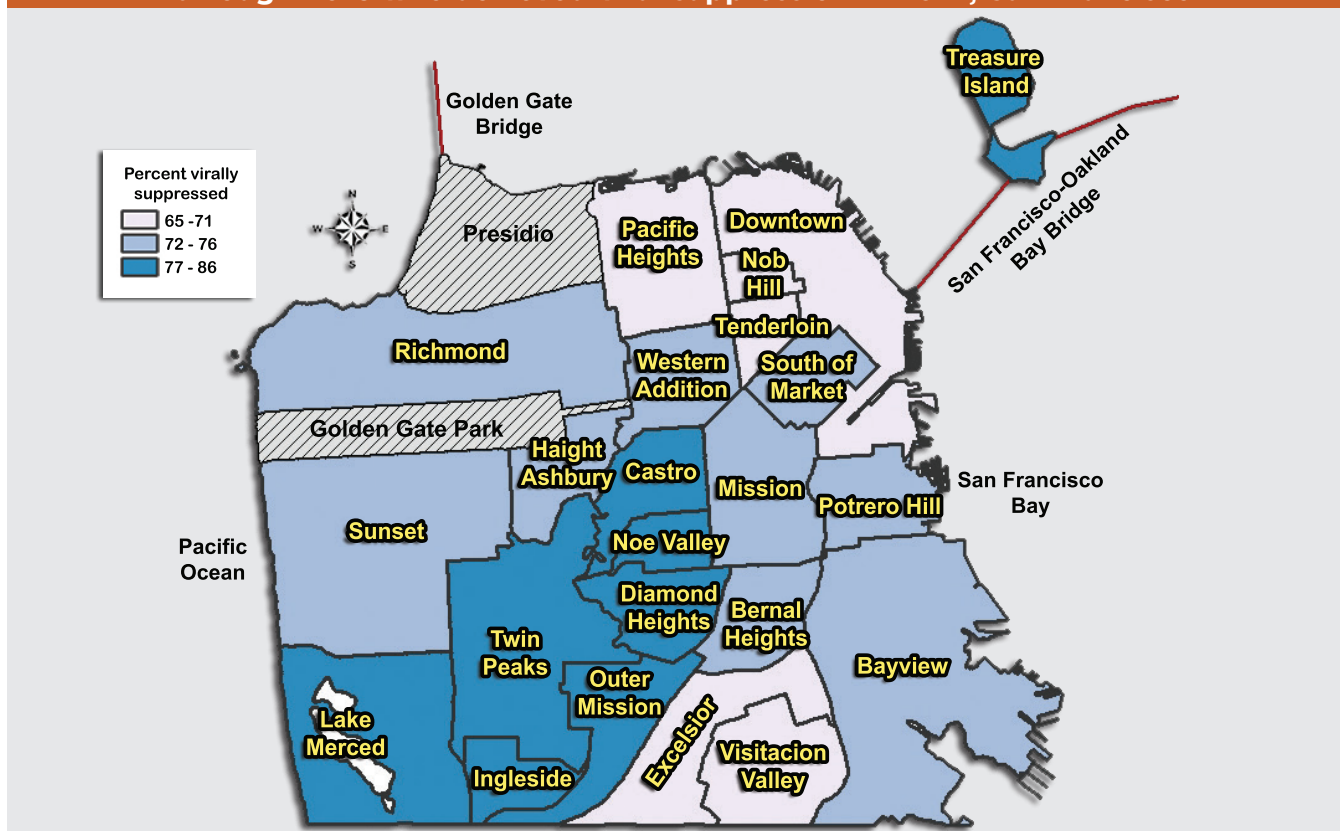 Treasure
Island
Golden Gate
Bridge
San Francisco-Oakland
Bay Bridge
Percent virally
suppressed
65 -71
72 - 76
77 - 86
N
W
E
S
Presidio
Pacific
Heights
Downtown
Nob
Hill
Tenderloin
Richmond
Western
Addition
South of
Market
Golden Gate Park
Haight
Ashbury
Castro
Mission
Potrero Hill
San Francisco
Bay
Sunset
Noe Valley
Pacific
Ocean
Diamond
Heights
Bernal
Heights
Twin
Peaks
Bayview
Outer
Mission
Lake
Merced
Excelsior
Visitacion
Valley
Ingleside